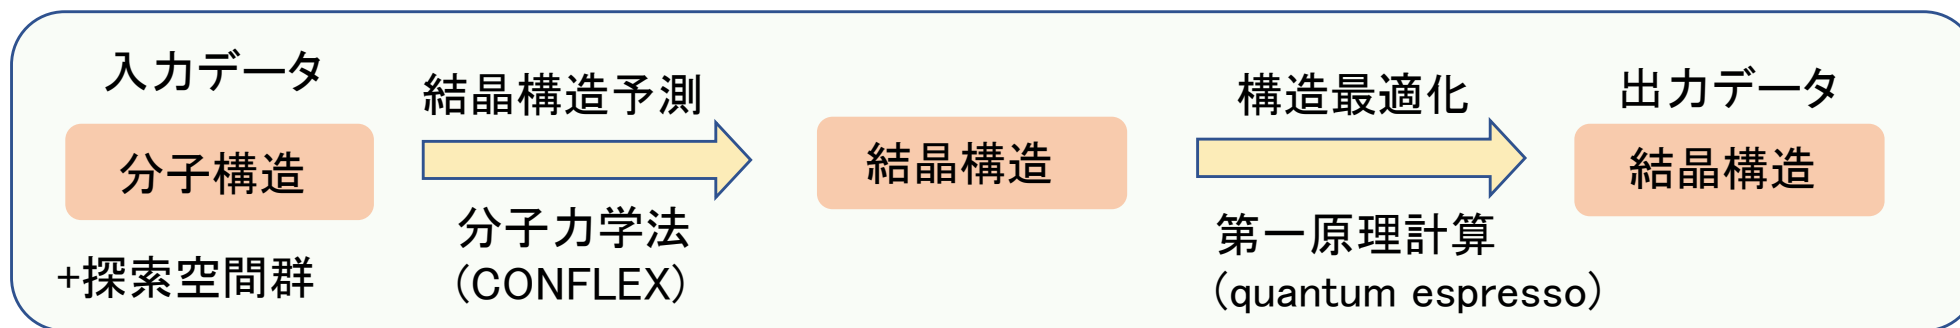 入力データ
分子構造
+探索空間群
結晶構造予測
分子力学法
(CONFLEX)
結晶構造
構造最適化
第一原理計算
(quantum espresso)
出力データ
結晶構造